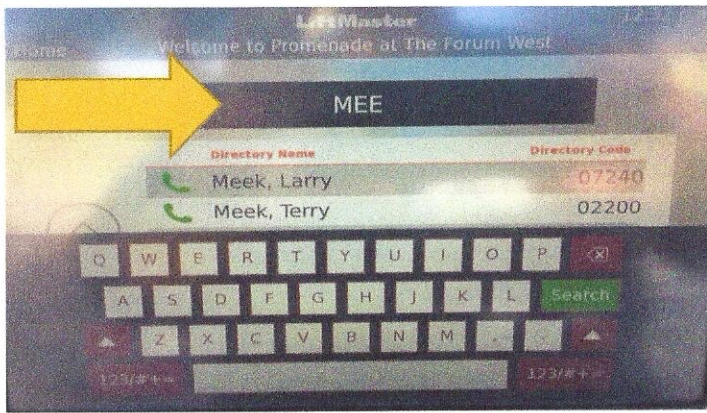 LiftMaster
Home
Welcome to Promenade at The Forum West
MEE
Directory Name Directory Code
Meek, Larry 07240
Meek, Terry 02200
Q W E R T Y U I O P
A S D F G H J K L Search
Z X C V B N M , .
123/#+= 123/#+=